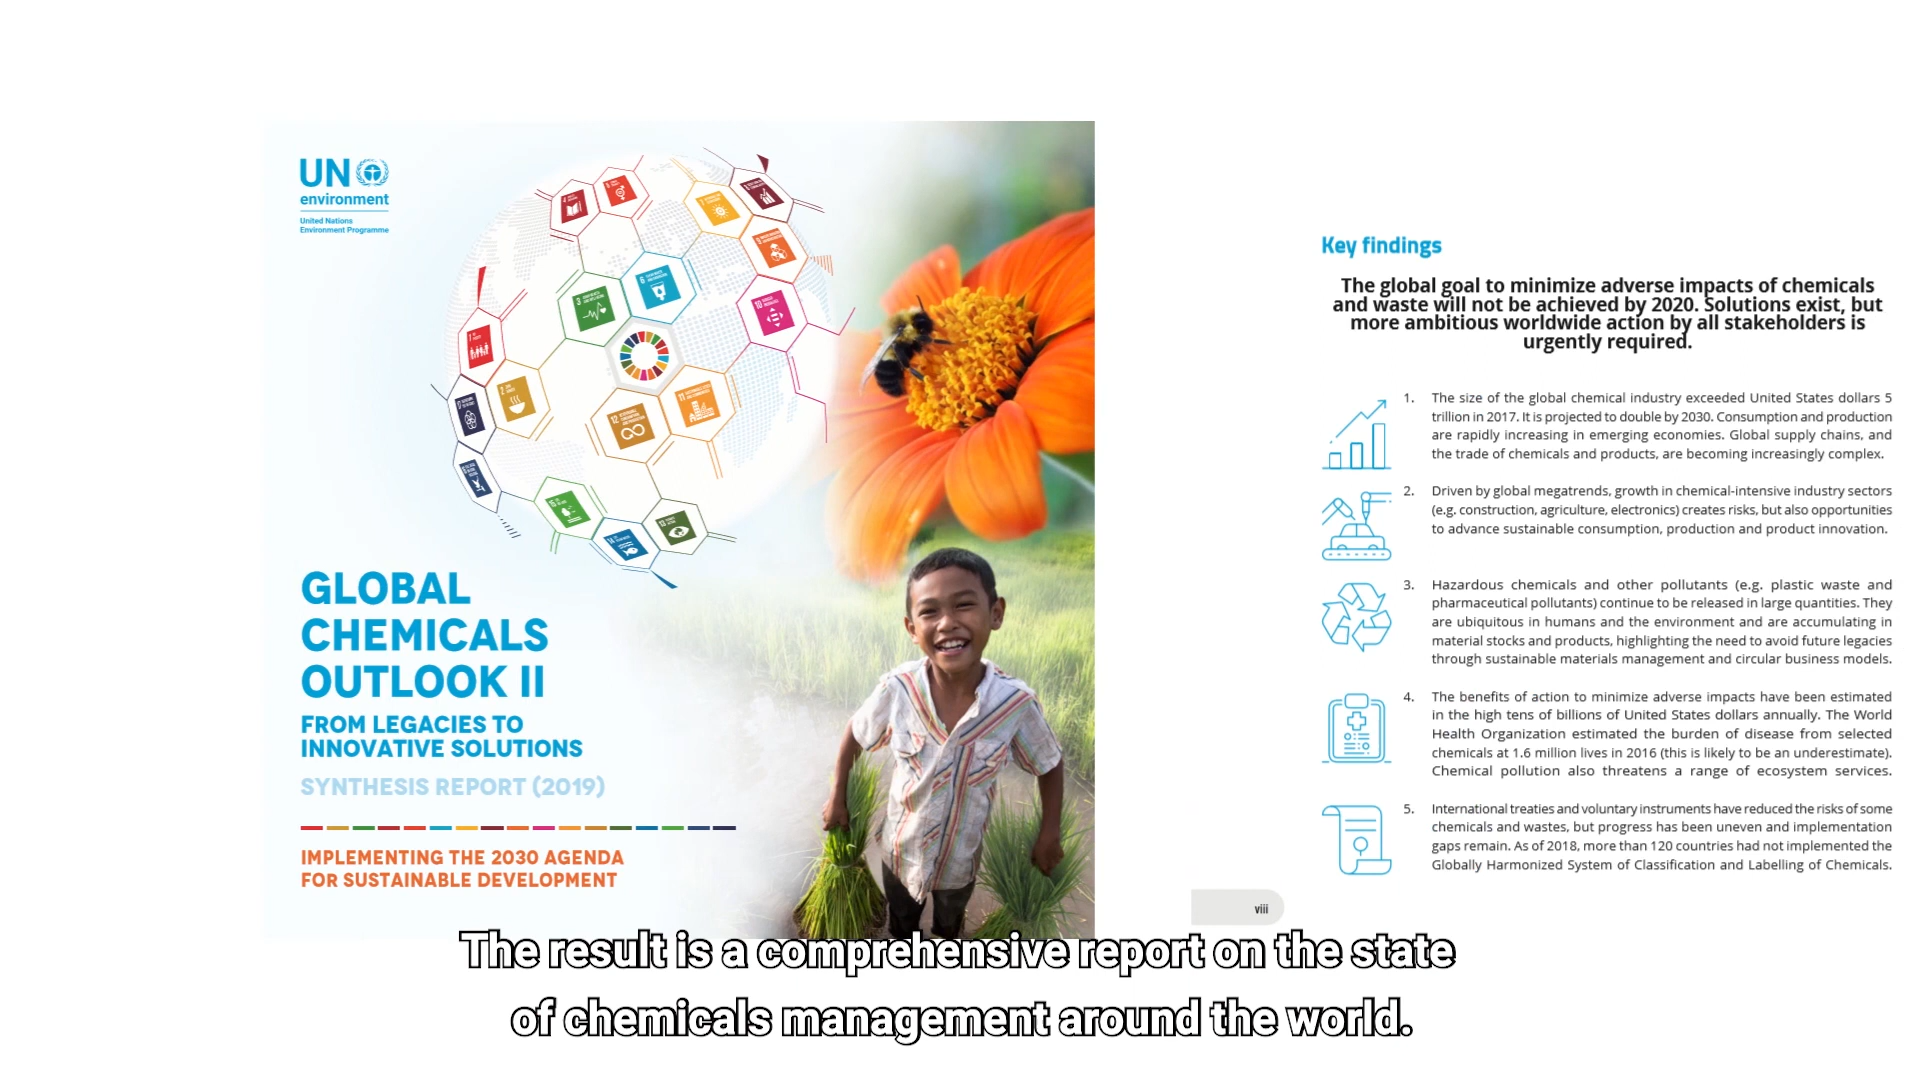 UN
environment
United Nations
Environment Programme
GLOBAL
CHEMICALS
OUTLOOK II
FROM LEGACIES TO
INNOVATIVE SOLUTIONS
SYNTHESIS REPORT (2019)
IMPLEMENTING THE 2030 AGENDA
FOR SUSTAINABLE DEVELOPMENT
Key findings
The global goal to minimize adverse impacts of chemicals
and waste will not be achieved by 2020. Solutions exist, but
more ambitious worldwide action by all stakeholders is
urgently required.
1. The size of the global chemical industry exceeded United States dollars 5
trillion in 2017. It is projected to double by 2030. Consumption and production
are rapidly increasing in emerging economies. Global supply chains, and
the trade of chemicals and products, are becoming increasingly complex.
2. Driven by global megatrends, growth in chemical-intensive industry sectors
(e.g. construction, agriculture, electronics) creates risks, but also opportunities
to advance sustainable consumption, production and product innovation.
3. Hazardous chemicals and other pollutants (e.g. plastic waste and
pharmaceutical pollutants) continue to be released in large quantities. They
are ubiquitous in humans and the environment and are accumulating in
material stocks and products, highlighting the need to avoid future legacies
through sustainable materials management and circular business models.
4. The benefits of action to minimize adverse impacts have been estimated
in the high tens of billions of United States dollars annually. The World
Health Organization estimated the burden of disease from selected
chemicals at 1.6 million lives in 2016 (this is likely to be an underestimate).
Chemical pollution also threatens a range of ecosystem services.
5. International treaties and voluntary instruments have reduced the risks of some
chemicals and wastes, but progress has been uneven and implementation
gaps remain. As of 2018, more than 120 countries had not implemented the
Globally Harmonized System of Classification and Labelling of Chemicals.
viii
The result is a comprehensive report on the state
of chemicals management around the world.